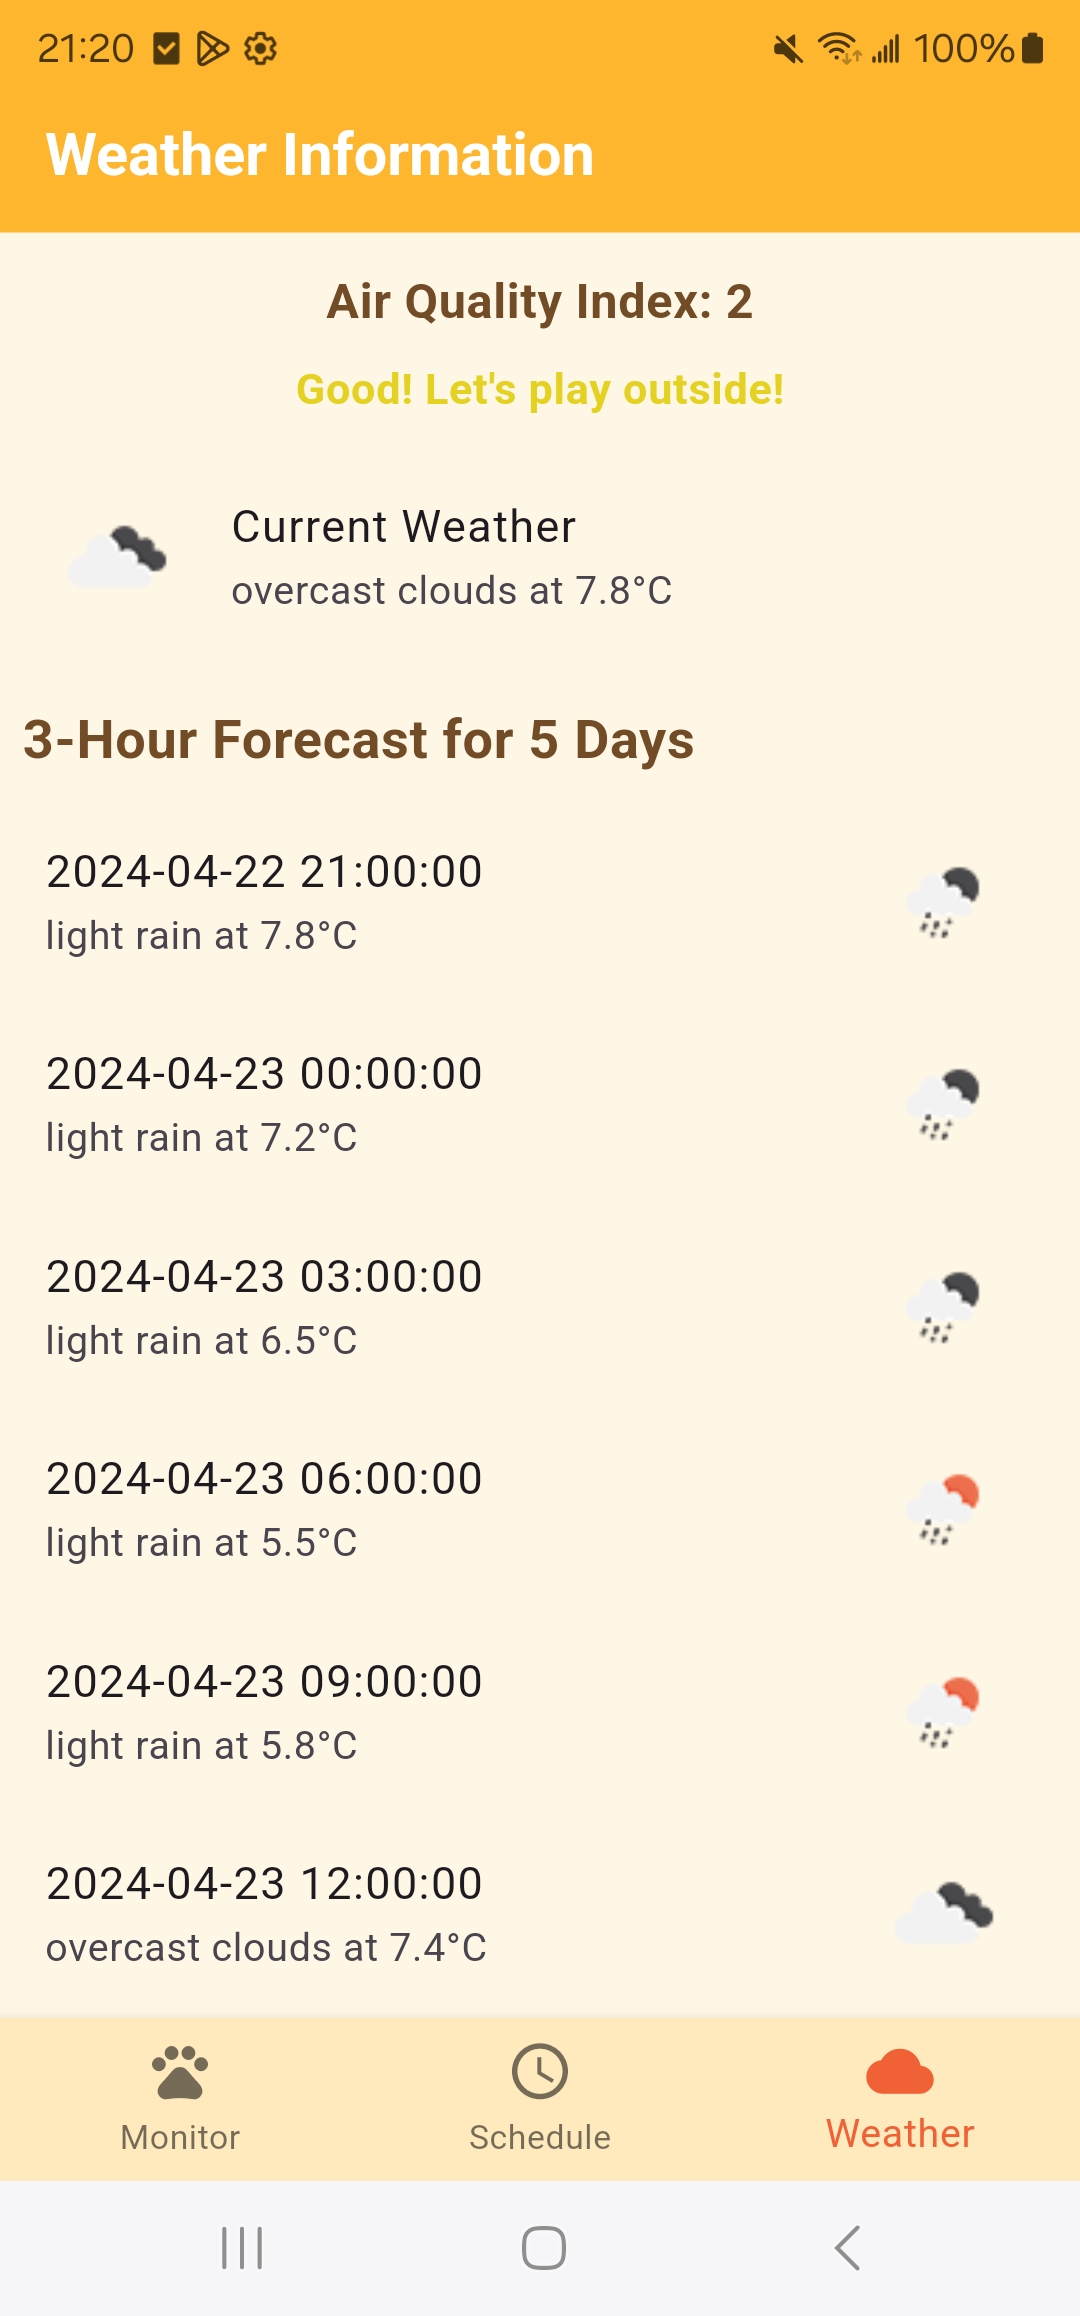 21:20
100%
Weather Information
Air Quality Index: 2
Good! Let's play outside!
Current Weather
overcast clouds at 7.8°C
3-Hour Forecast for 5 Days
2024-04-22 21:00:00
light rain at 7.8°C
2024-04-23 00:00:00
light rain at 7.2°C
2024-04-23 03:00:00
light rain at 6.5°C
2024-04-23 06:00:00
light rain at 5.5°C
2024-04-23 09:00:00
light rain at 5.8°C
2024-04-23 12:00:00
overcast clouds at 7.4°C
Monitor
Schedule
Weather